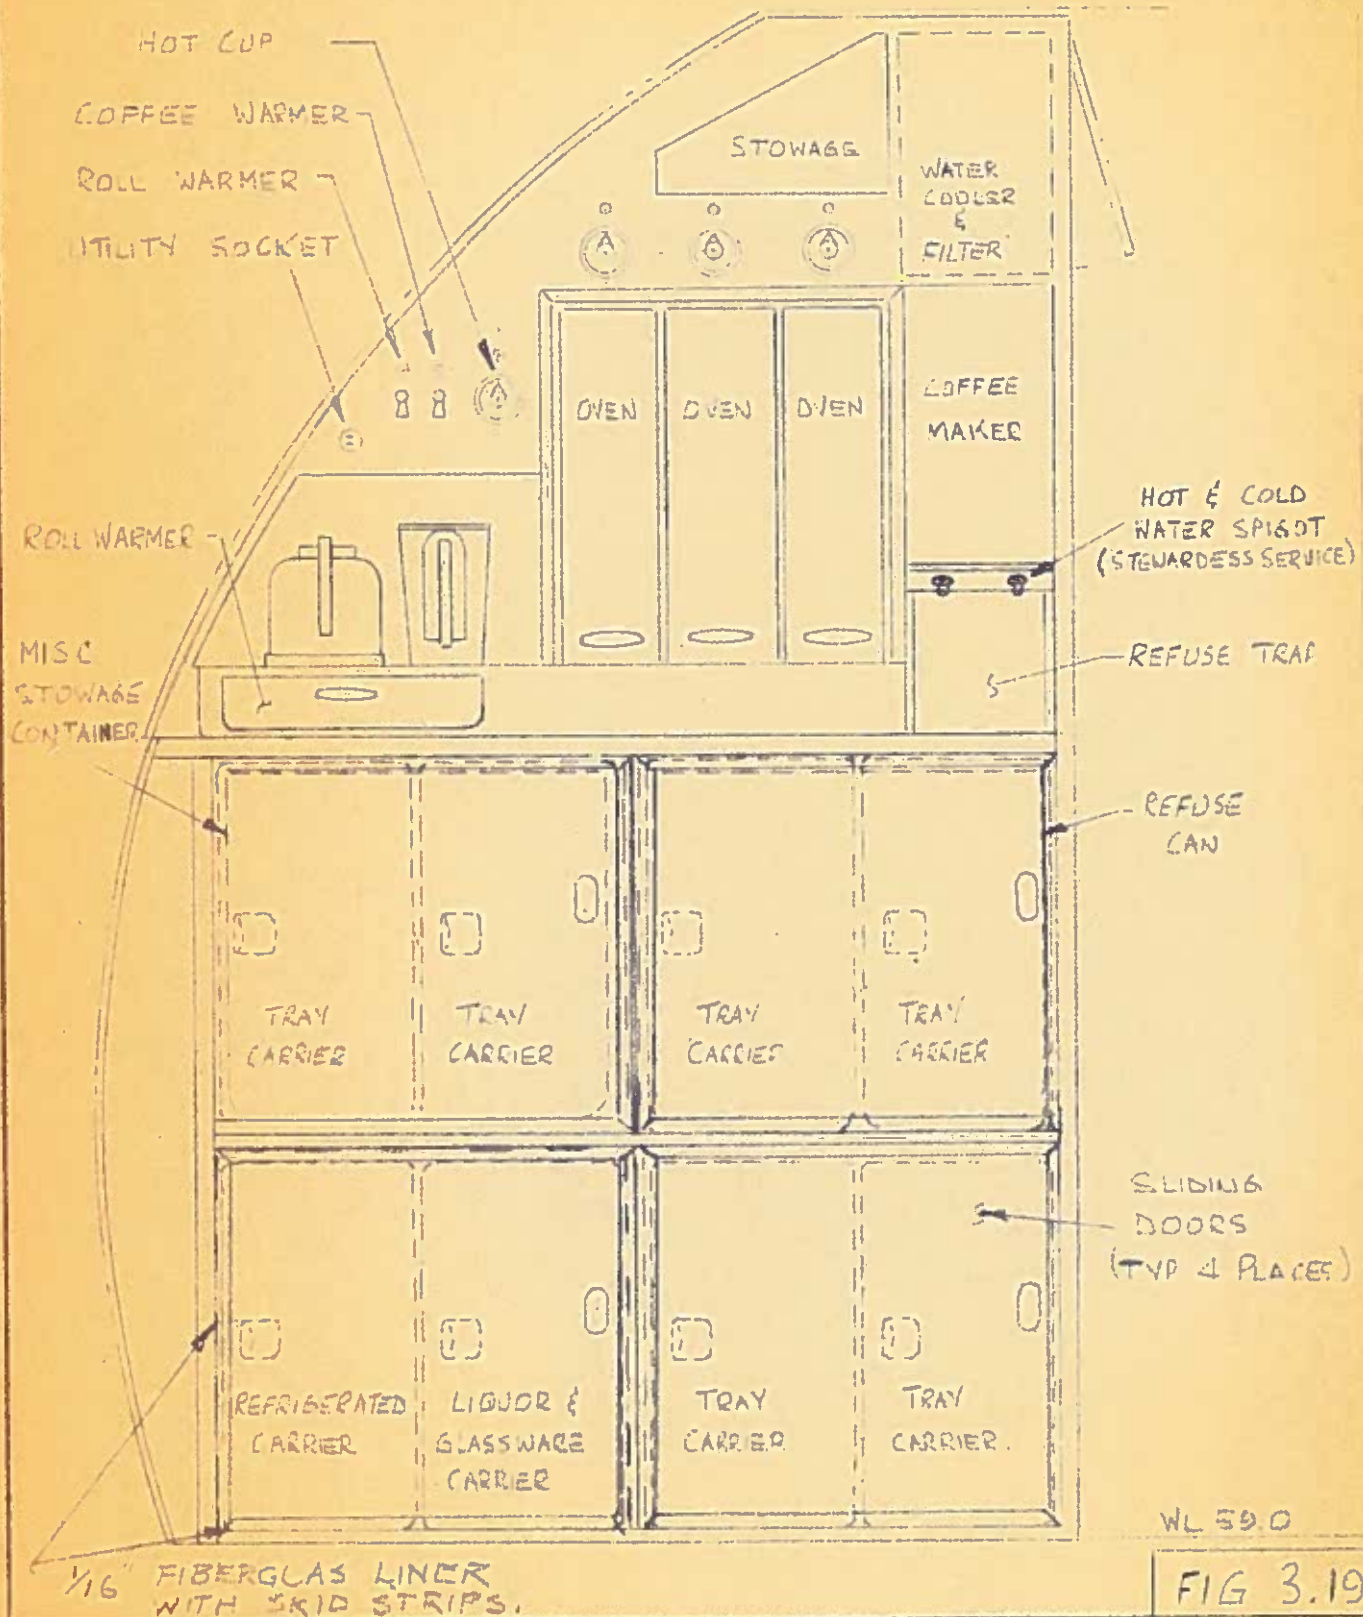 HOT CUP
COFFEE WARMER
ROLL WARMER
UTILITY SOCKET
STOWAGE
WATER
COOLER
&
FILTER
OVEN
OVEN
OVEN
COFFEE
MAKER
HOT & COLD
WATER SPIGOT
(STEWARDESS SERVICE)
ROLL WARMER
REFUSE TRAP
MISC
STOWAGE
CONTAINER
REFUSE
CAN
TRAY
CARRIER
TRAY
CARRIER
TRAY
CARRIER
TRAY
CARRIER
SLIDING
DOORS
(TYP 4 PLACES)
REFRIGERATED
CARRIER
LIQUOR &
GLASSWARE
CARRIER
TRAY
CARRIER
TRAY
CARRIER.
WL 59.0
1/16" FIBERGLAS LINER
WITH SKID STRIPS.
FIG 3.19